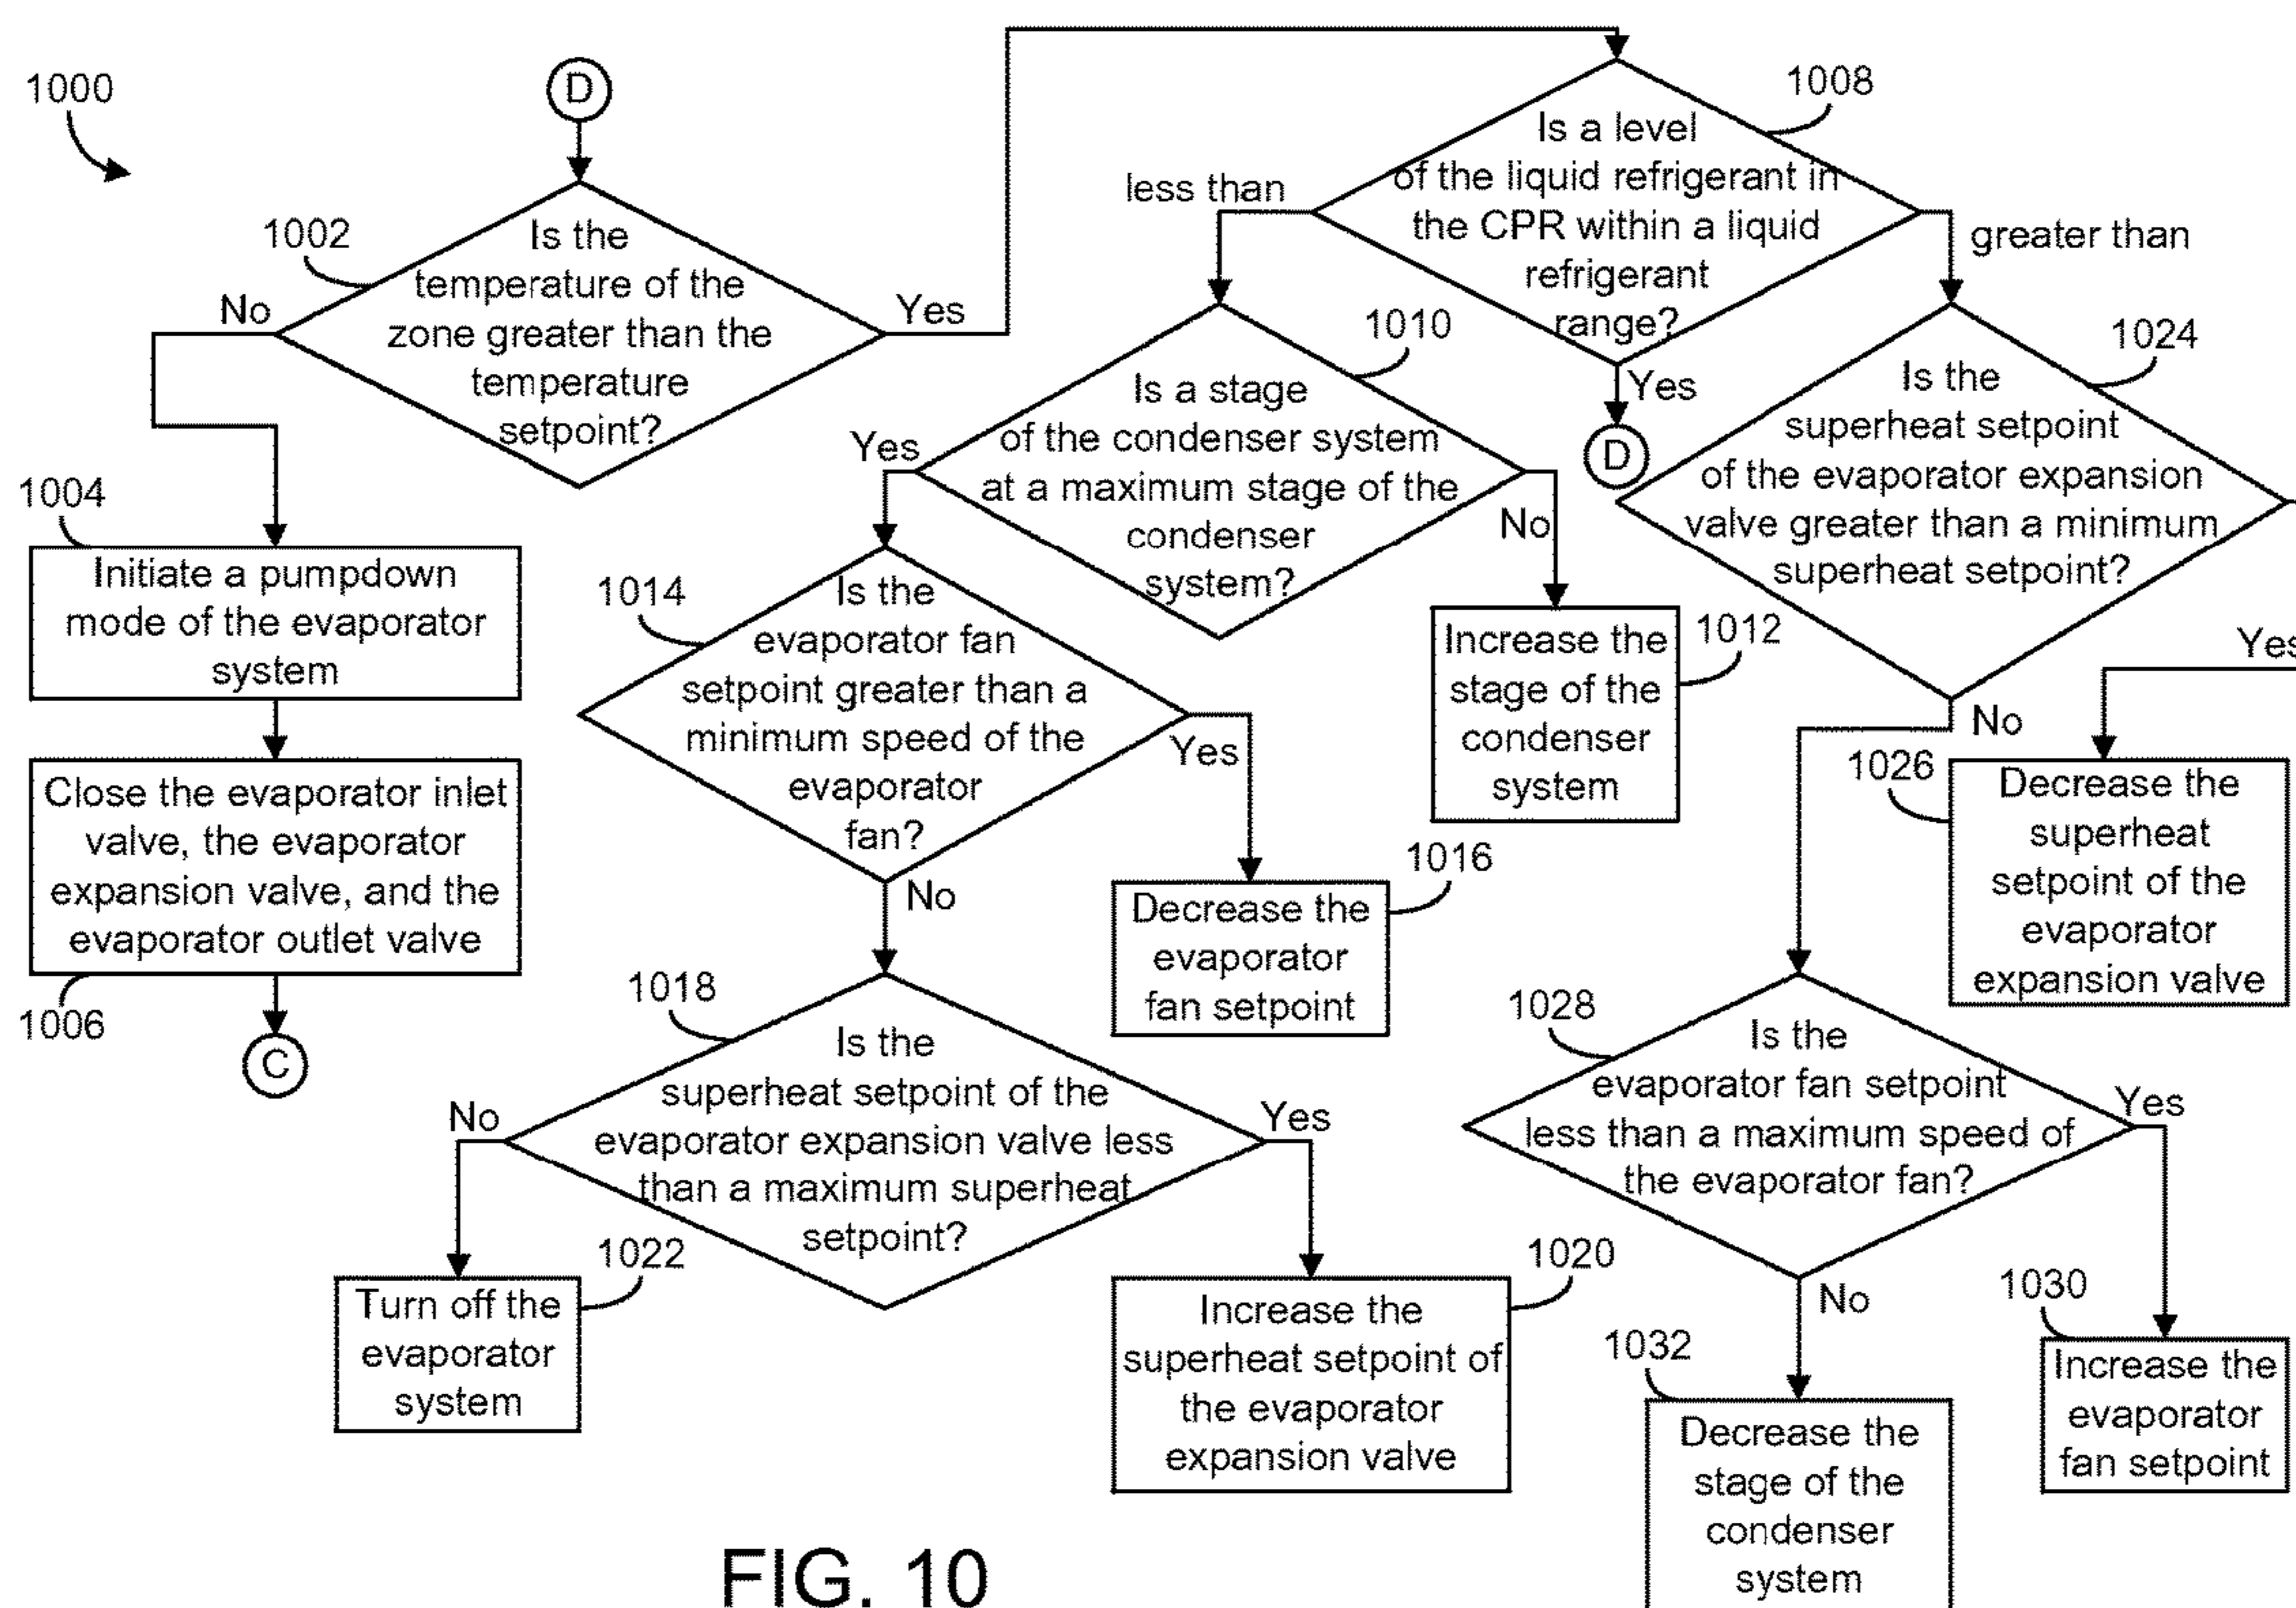 1000
D
1002
Is the
temperature of the
zone greater than the
temperature
setpoint?
No
Yes
1004
Initiate a pumpdown
mode of the evaporator
system
Close the evaporator inlet
valve, the evaporator
expansion valve, and the
evaporator outlet valve
1006
C
1008
Is a level
of the liquid refrigerant in
the CPR within a liquid
refrigerant
range?
less than
greater than
Yes
D
1010
Is a stage
of the condenser system
at a maximum stage of the
condenser
system?
Yes
No
1012
Increase the
stage of the
condenser
system
1014
Is the
evaporator fan
setpoint greater than a
minimum speed of the
evaporator
fan?
Yes
No
1016
Decrease the
evaporator
fan setpoint
1018
Is the
superheat setpoint of the
evaporator expansion valve less
than a maximum superheat
setpoint?
No
Yes
1022
Turn off the
evaporator
system
1020
Increase the
superheat setpoint of
the evaporator
expansion valve
1024
Is the
superheat setpoint
of the evaporator expansion
valve greater than a minimum
superheat setpoint?
Yes
No
1026
Decrease the
superheat
setpoint of the
evaporator
expansion valve
1028
Is the
evaporator fan setpoint
less than a maximum speed of
the evaporator fan?
Yes
No
1030
Increase the
evaporator
fan setpoint
1032
Decrease the
stage of the
condenser
system
FIG. 10